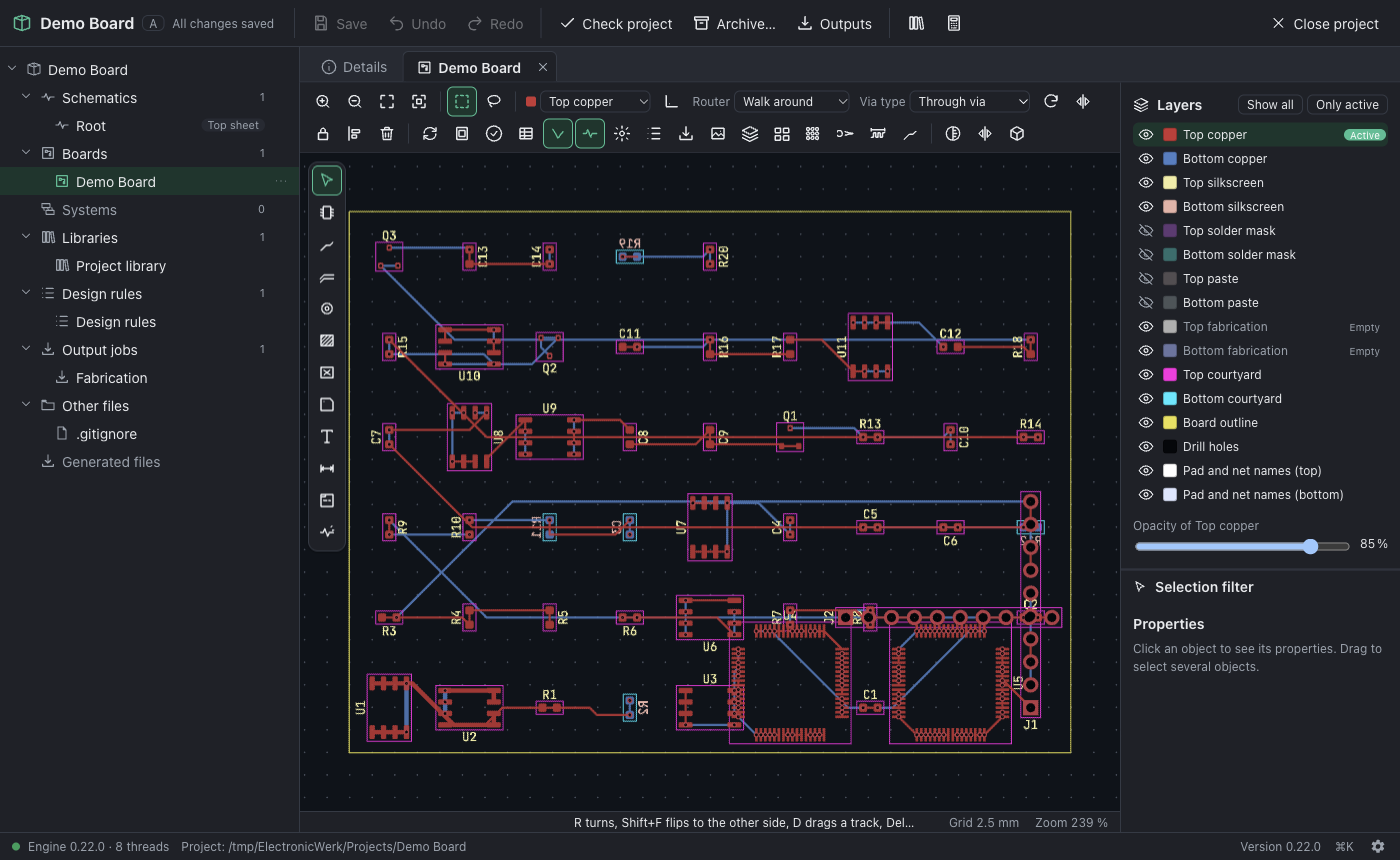 Demo Board A All changes saved Save Undo Redo Check project Archive... Outputs Close project
Demo Board
Schematics 1
Root Top sheet
Boards 1
Demo Board ...
Systems 0
Libraries 1
Project library
Design rules 1
Design rules
Output jobs 1
Fabrication
Other files
.gitignore
Generated files
Details Demo Board
Top copper Router Walk around Via type Through via
Q3 C13 C14 R19 R20
R15 U10 Q2 C11 R16 R17 U11 C12 R18
C7 U8 U9 C8 C9 Q1 R13 C10 R14
R9 R10 U7 C4 C5 C6
R3 R4 R5 R6 U6 R7 J2 R8 C2
U1 U2 R1 R2 U3 C1 U5 J1
R turns, Shift+F flips to the other side, D drags a track, Del... Grid 2.5 mm Zoom 239 %
Layers Show all Only active
Top copper Active
Bottom copper
Top silkscreen
Bottom silkscreen
Top solder mask
Bottom solder mask
Top paste
Bottom paste
Top fabrication Empty
Bottom fabrication Empty
Top courtyard
Bottom courtyard
Board outline
Drill holes
Pad and net names (top)
Pad and net names (bottom)
Opacity of Top copper
85 %
Selection filter
Properties
Click an object to see its properties. Drag to
select several objects.
Engine 0.22.0 · 8 threads Project: /tmp/ElectronicWerk/Projects/Demo Board Version 0.22.0 ⌘K